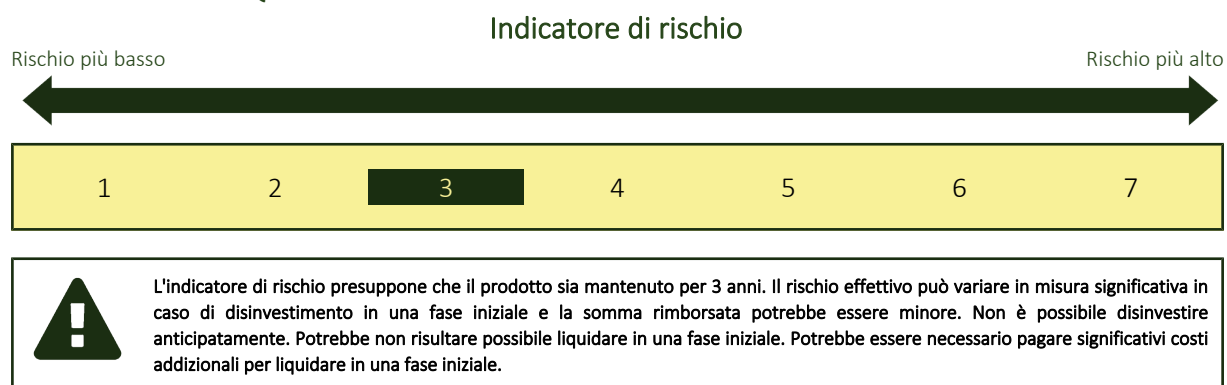 Indicatore di rischio
Rischio più basso
Rischio più alto
1 2 3 4 5 6 7
L'indicatore di rischio presuppone che il prodotto sia mantenuto per 3 anni. Il rischio effettivo può variare in misura significativa in
caso di disinvestimento in una fase iniziale e la somma rimborsata potrebbe essere minore. Non è possibile disinvestire
anticipatamente. Potrebbe non risultare possibile liquidare in una fase iniziale. Potrebbe essere necessario pagare significativi costi
addizionali per liquidare in una fase iniziale.